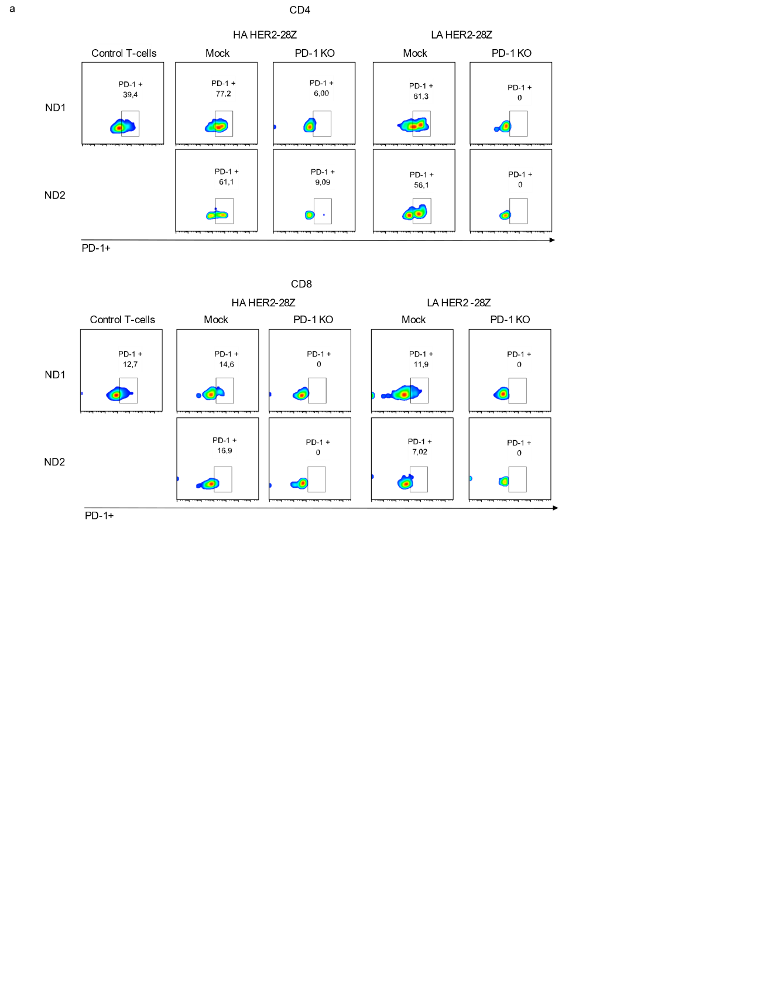 a
CD4
HA HER2-28Z LA HER2-28Z
Control T-cells Mock PD-1 KO Mock PD-1 KO
ND1
PD-1 + PD-1 + PD-1 + PD-1 + PD-1 +
39,4 77,2 6,00 61,3 0
ND2
PD-1 + PD-1 + PD-1 + PD-1 +
61,1 9,09 56,1 0
PD-1+
CD8
HA HER2-28Z LA HER2 -28Z
Control T-cells Mock PD-1 KO Mock PD-1 KO
ND1
PD-1 + PD-1 + PD-1 + PD-1 + PD-1 +
12,7 14,6 0 11,9 0
ND2
PD-1 + PD-1 + PD-1 + PD-1 +
16,9 0 7,02 0
PD-1+